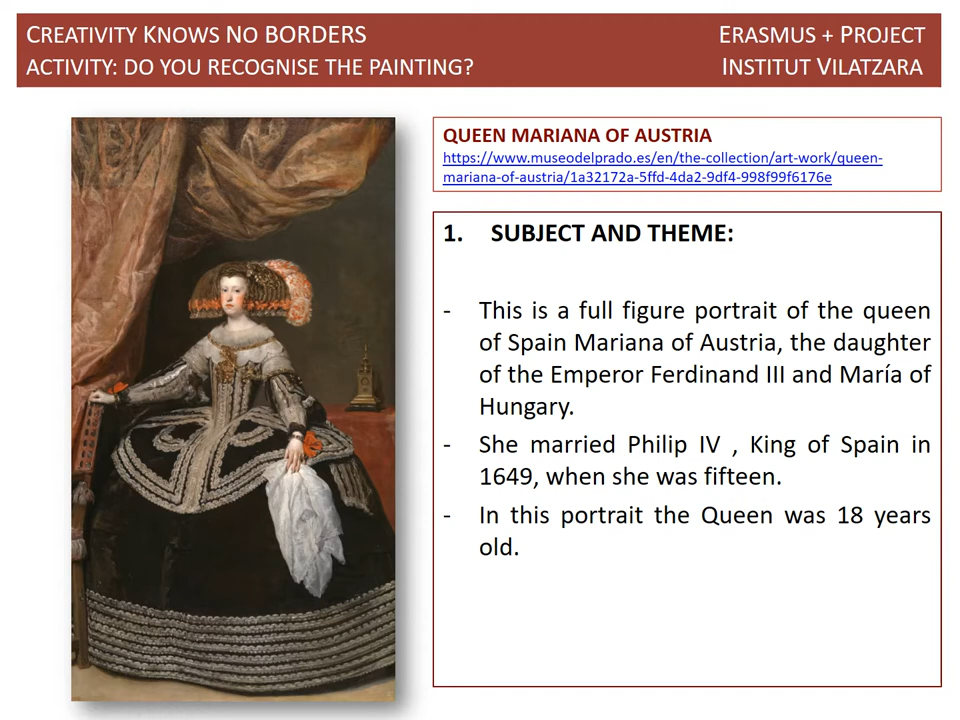 CREATIVITY KNOWS NO BORDERS
ERASMUS + PROJECT
ACTIVITY: DO YOU RECOGNISE THE PAINTING?
INSTITUT VILATZARA
QUEEN MARIANA OF AUSTRIA
https://www.museodelprado.es/en/the-collection/art-work/queen-
mariana-of-austria/1a32172a-5ffd-4da2-9df4-998f99f6176e
1. SUBJECT AND THEME:
- This is a full figure portrait of the queen
of Spain Mariana of Austria, the daughter
of the Emperor Ferdinand III and María of
Hungary.
- She married Philip IV , King of Spain in
1649, when she was fifteen.
- In this portrait the Queen was 18 years
old.